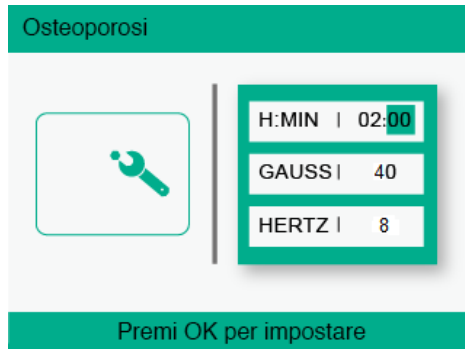 Osteoporosi
H:MIN | 02:00
GAUSS | 40
HERTZ | 8
Premi OK per impostare